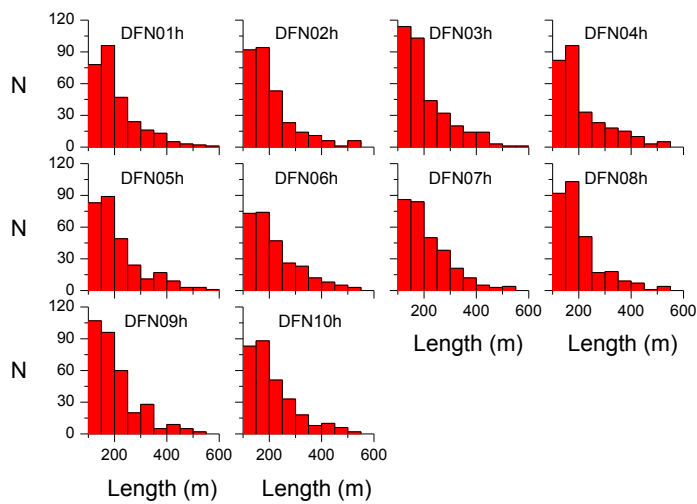 120 DFN01h DFN02h DFN03h DFN04h
90
N
60
30
0
120 DFN05h DFN06h DFN07h DFN08h
90
N
60
30
0
200 400 600 200 400 600
120 DFN09h DFN10h
Length (m) Length (m)
90
N
60
30
0
200 400 600 200 400 600
Length (m) Length (m)